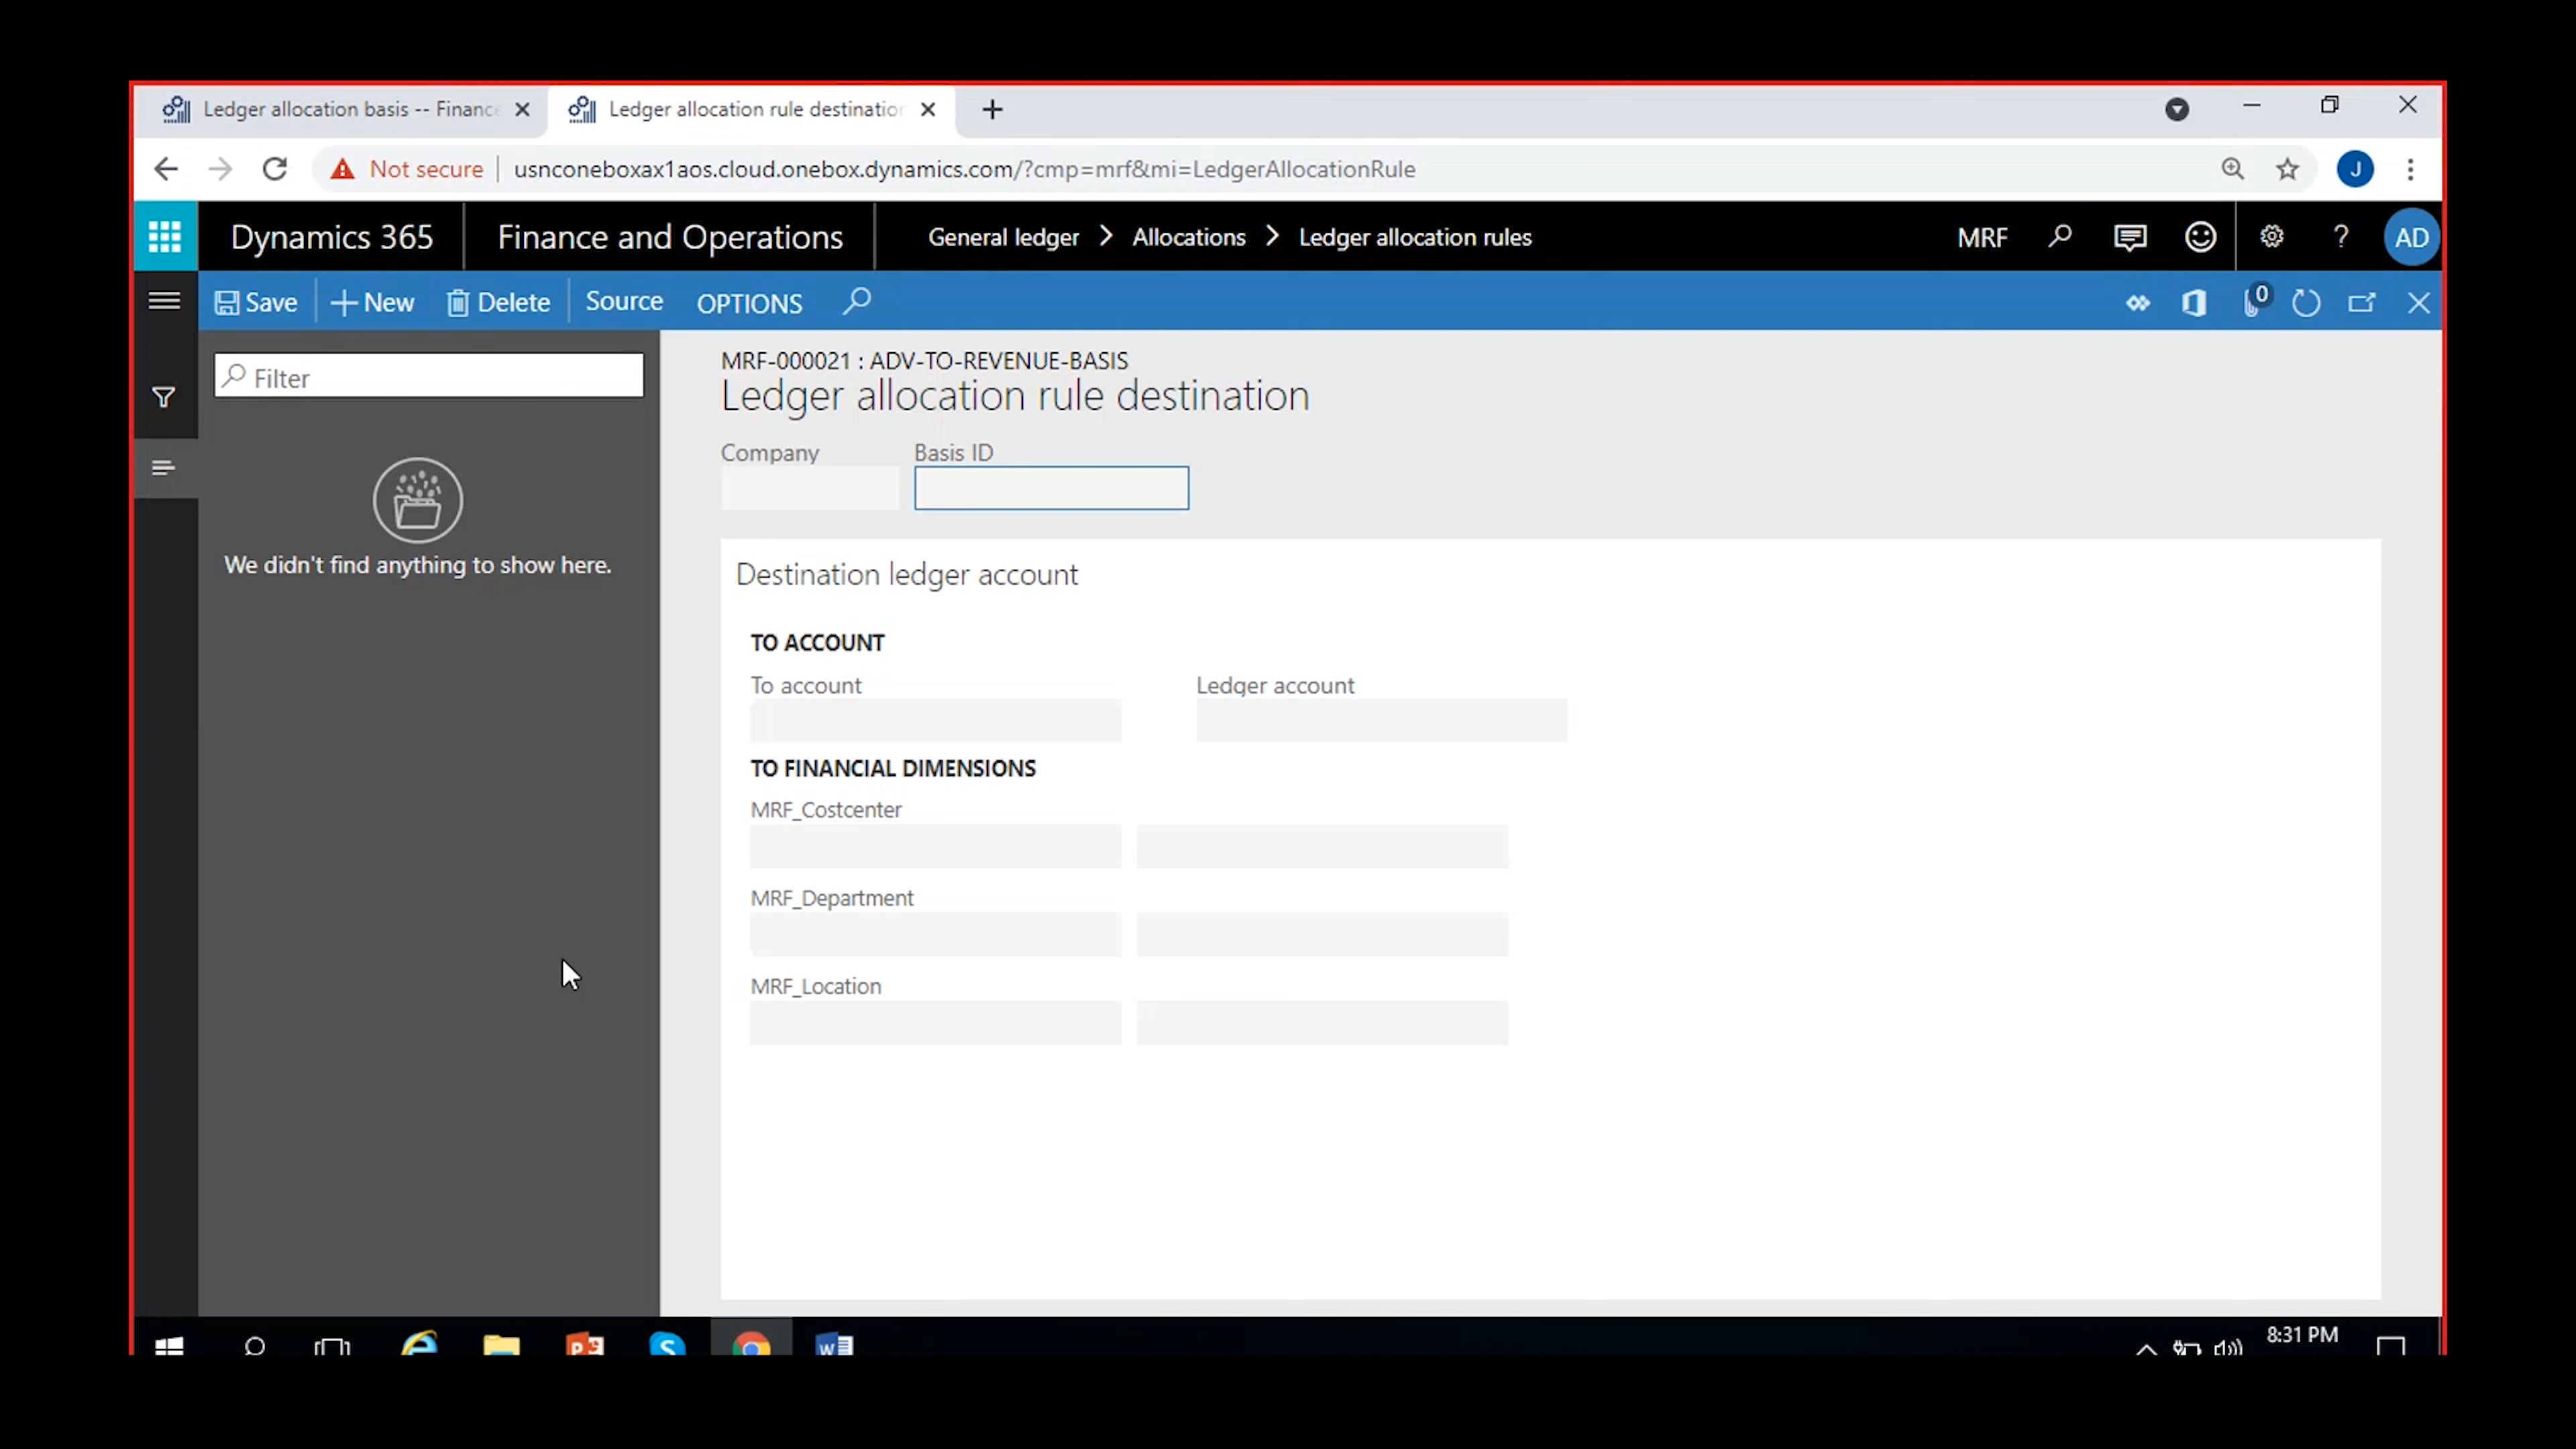 Ledger allocation basis -- Finance
Ledger allocation rule destination
Not secure
usnconeboxax1aos.cloud.onebox.dynamics.com/?cmp=mrf&mi=LedgerAllocationRule
J
Dynamics 365
Finance and Operations
General ledger > Allocations > Ledger allocation rules
MRF
?
AD
Save
+ New
Delete
Source
OPTIONS
0
Filter
We didn't find anything to show here.
MRF-000021 : ADV-TO-REVENUE-BASIS
Ledger allocation rule destination
Company
Basis ID
Destination ledger account
TO ACCOUNT
To account
Ledger account
TO FINANCIAL DIMENSIONS
MRF_Costcenter
MRF_Department
MRF_Location
8:31 PM